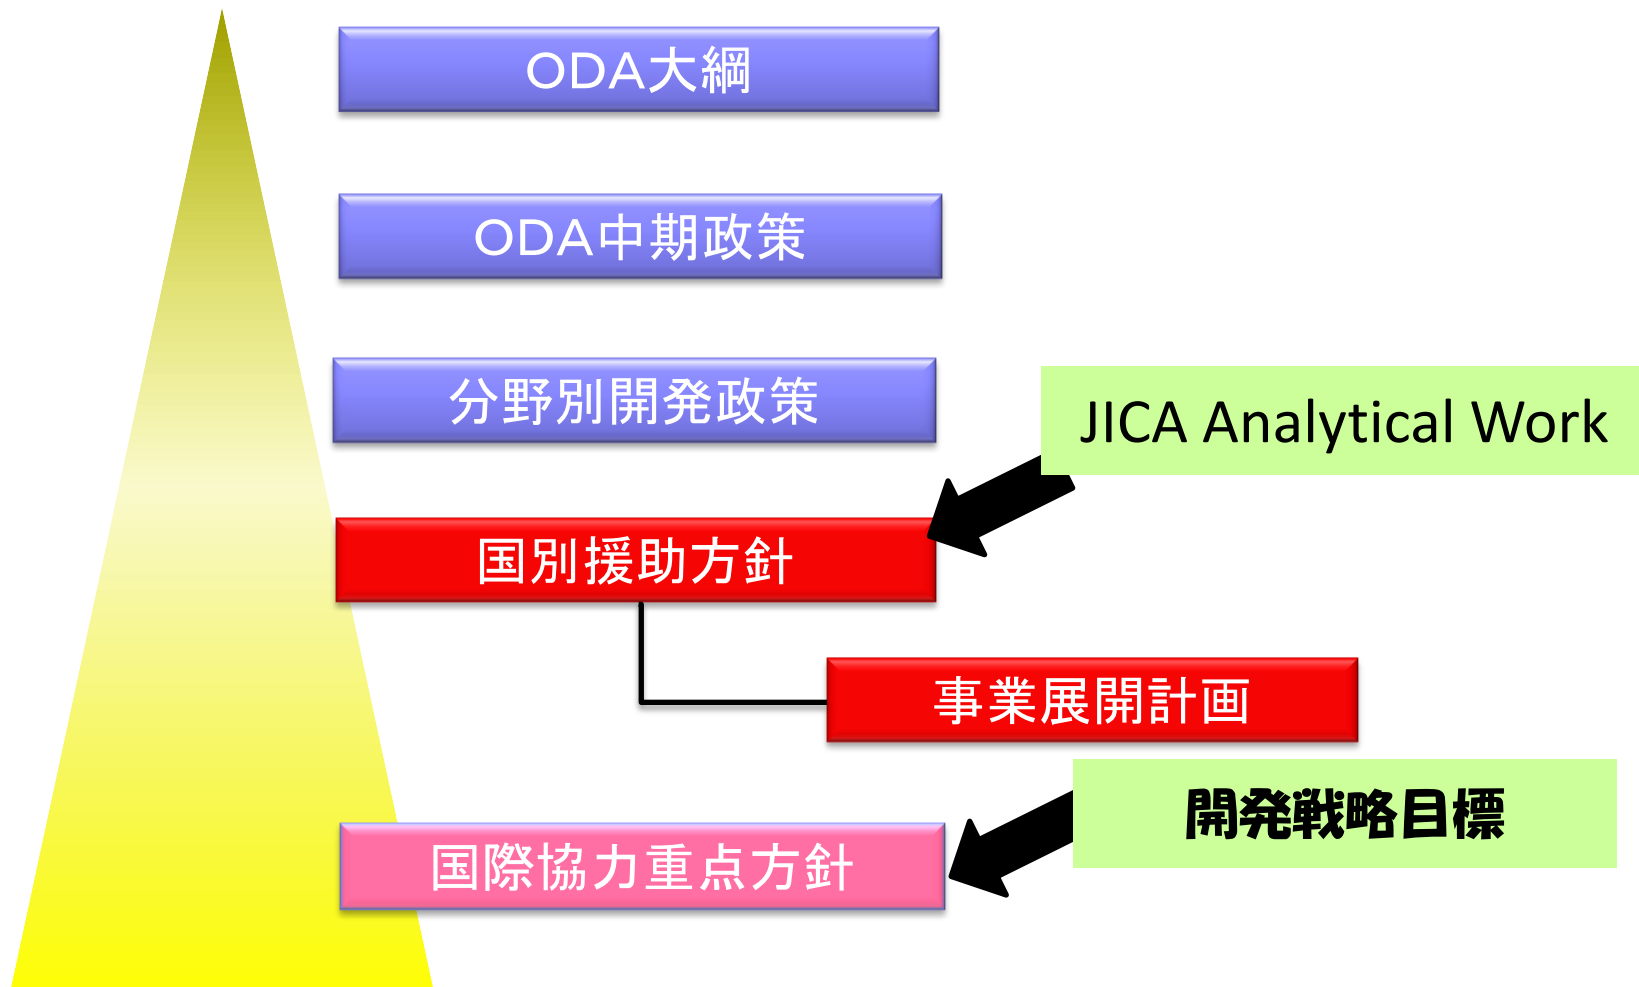 ODA大綱
ODA中期政策
分野別開発政策
JICA Analytical Work
国別援助方針
事業展開計画
開発戦略目標
国際協力重点方針